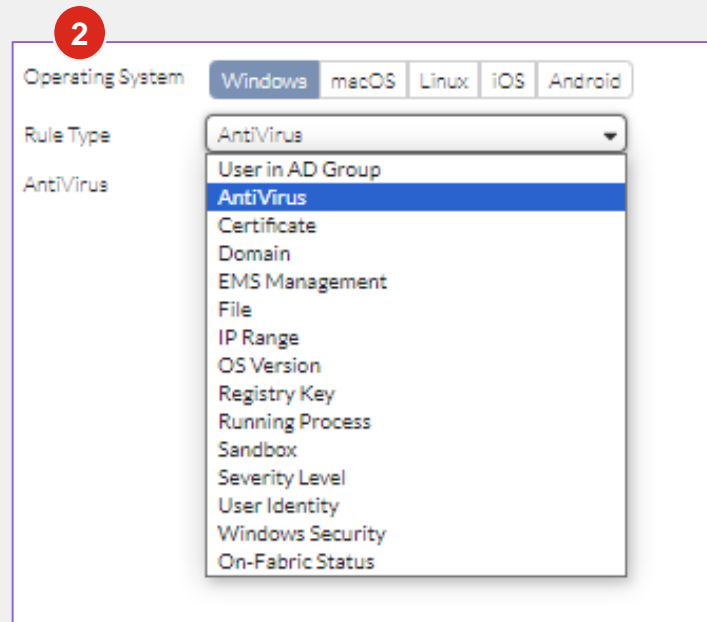 2
Operating System Windows macOS Linux iOS Android
Rule Type AntiVirus
AntiVirus
User in AD Group
AntiVirus
Certificate
Domain
EMS Management
File
IP Range
OS Version
Registry Key
Running Process
Sandbox
Severity Level
User Identity
Windows Security
On-Fabric Status